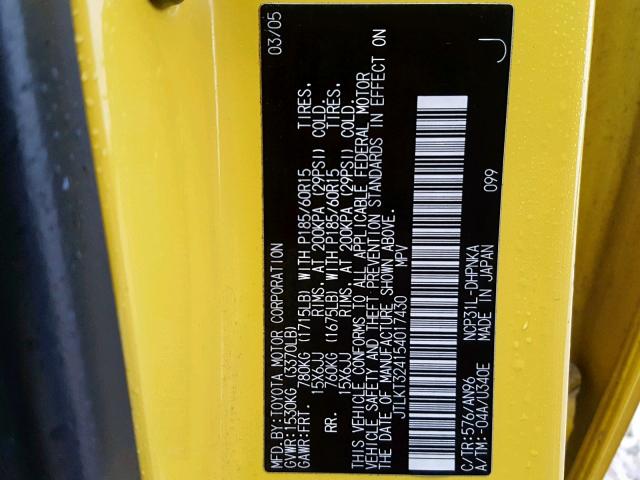 MFD.BY:TOYOTA MOTOR CORPORATION 03/05
GVWR:1530KG (3370LB)
GAWR:FRT. 780KG (1715LB) WITH P185/60R15 TIRES,
15X6JJ RIMS, AT 200KPA (29PSI) COLD.
RR. 760KG (1675LB) WITH P185/60R15 TIRES,
15X6JJ RIMS, AT 200KPA (29PSI) COLD.
THIS VEHICLE CONFORMS TO ALL APPLICABLE FEDERAL MOTOR
VEHICLE SAFETY AND THEFT PREVENTION STANDARDS IN EFFECT ON
THE DATE OF MANUFACTURE SHOWN ABOVE.
JTLKT324154017430 MPV
C/TR:576/AN96 NCP31L-DHPNKA 099
A/TM:-04A/U340E MADE IN JAPAN
J